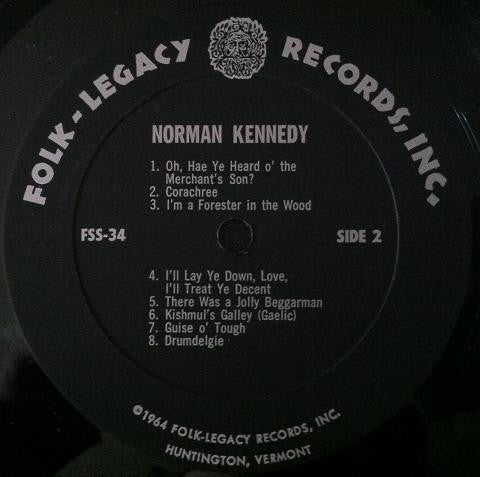 FOLK-LEGACY RECORDS, INC.
NORMAN KENNEDY
1. Oh, Hae Ye Heard o' the
Merchant's Son?
2. Corachree
3. I'm a Forester in the Wood
FSS-34
SIDE 2
4. I'll Lay Ye Down, Love,
I'll Treat Ye Decent
5. There Was a Jolly Beggarman
6. Kishmul's Galley (Gaelic)
7. Guise o' Tough
8. Drumdelgie
©1964 FOLK-LEGACY RECORDS, INC.
HUNTINGTON, VERMONT